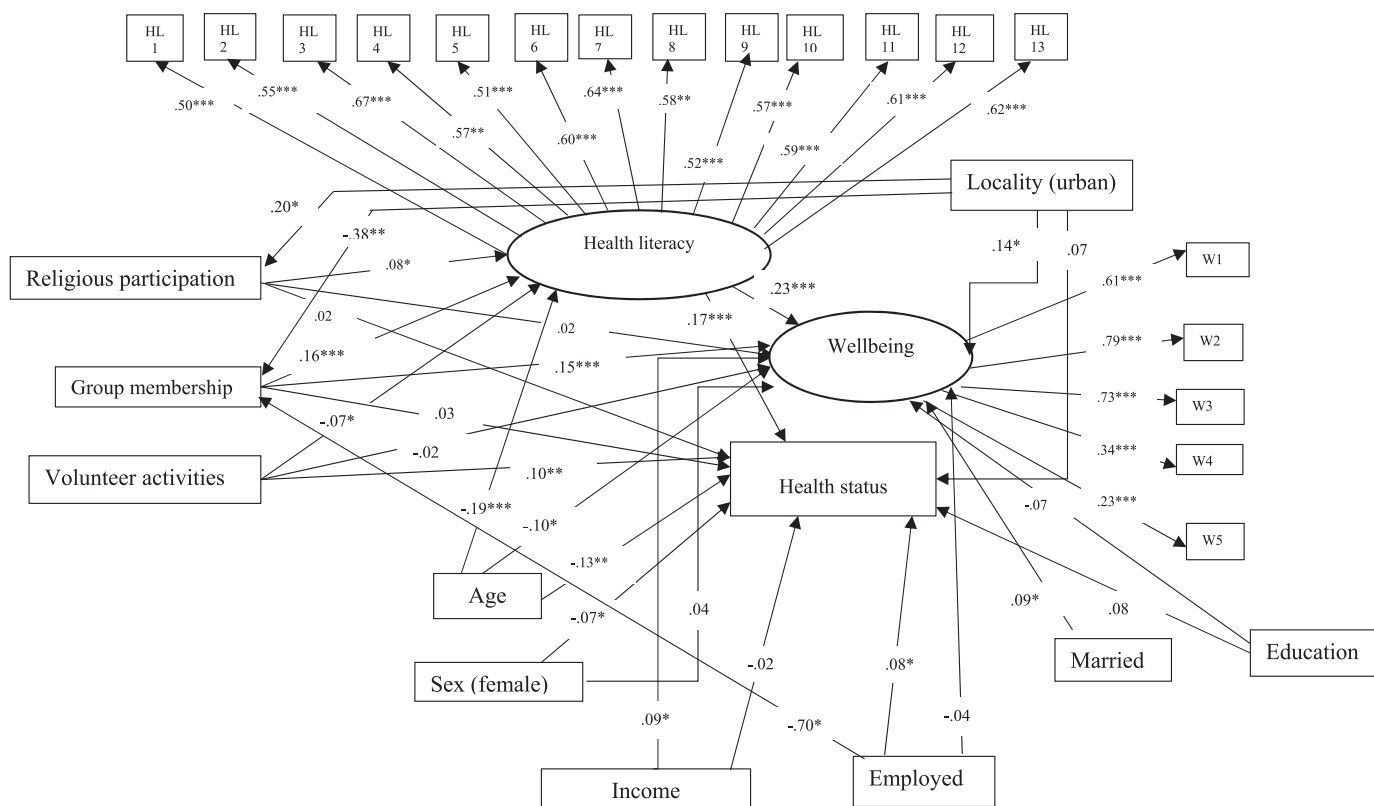 HL 1
HL 2
HL 3
HL 4
HL 5
HL 6
HL 7
HL 8
HL 9
HL 10
HL 11
HL 12
HL 13
.50***
.55***
.67***
.57**
.51***
.60***
.64***
.58**
.52***
.57***
.59***
.61***
.62***
Locality (urban)
.20*
-.38**
Health literacy
.14*
.07
Religious participation
.08*
.23***
.17***
.61***
W1
.02
.02
.16***
.15***
Wellbeing
.79***
W2
Group membership
.03
.73***
W3
-.07*
-.02
.34***
W4
Volunteer activities
.10**
Health status
-.07
.23***
W5
-.19***
-.10*
-.13**
Age
-.07*
.04
.09*
.08
Married
Education
Sex (female)
-.02
.08*
.09*
-.70*
-.04
Income
Employed